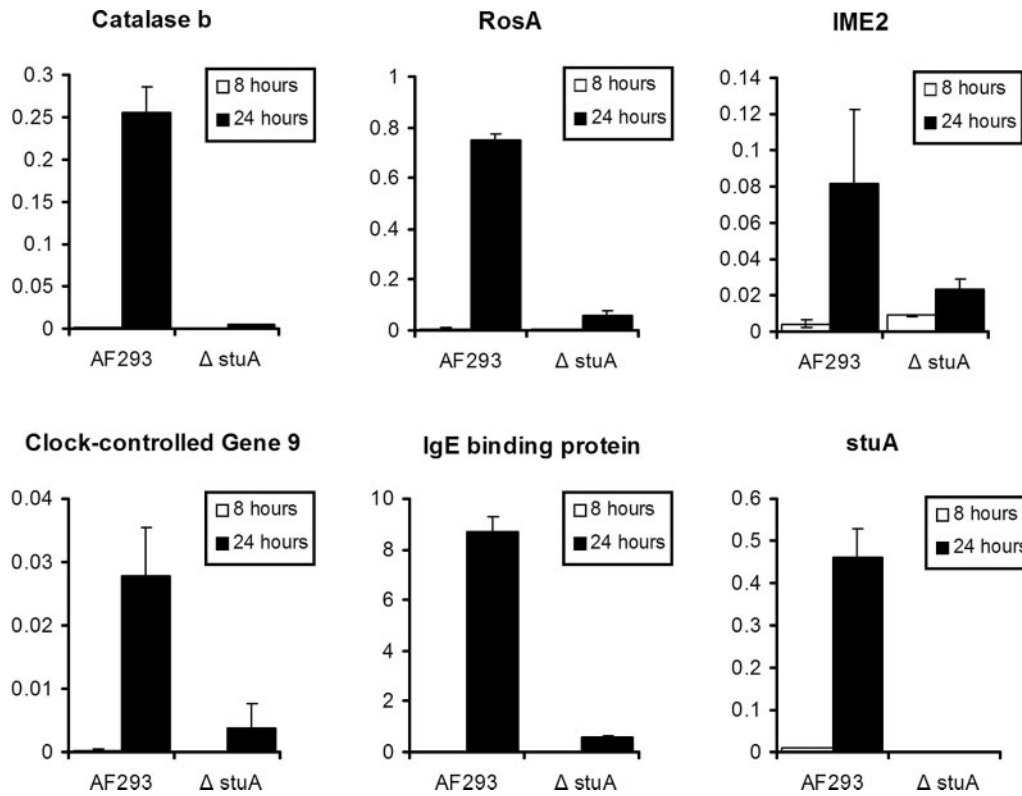 Catalase b
0.3
0.25
0.2
0.15
0.1
0.05
0
8 hours
24 hours
AF293 Δ stuA
RosA
1
0.8
0.6
0.4
0.2
0
8 hours
24 hours
AF293 Δ stuA
IME2
0.14
0.12
0.1
0.08
0.06
0.04
0.02
0
8 hours
24 hours
AF293 Δ stuA
Clock-controlled Gene 9
0.04
0.03
0.02
0.01
0
8 hours
24 hours
AF293 Δ stuA
IgE binding protein
10
8
6
4
2
0
8 hours
24 hours
AF293 Δ stuA
stuA
0.6
0.5
0.4
0.3
0.2
0.1
0
8 hours
24 hours
AF293 Δ stuA